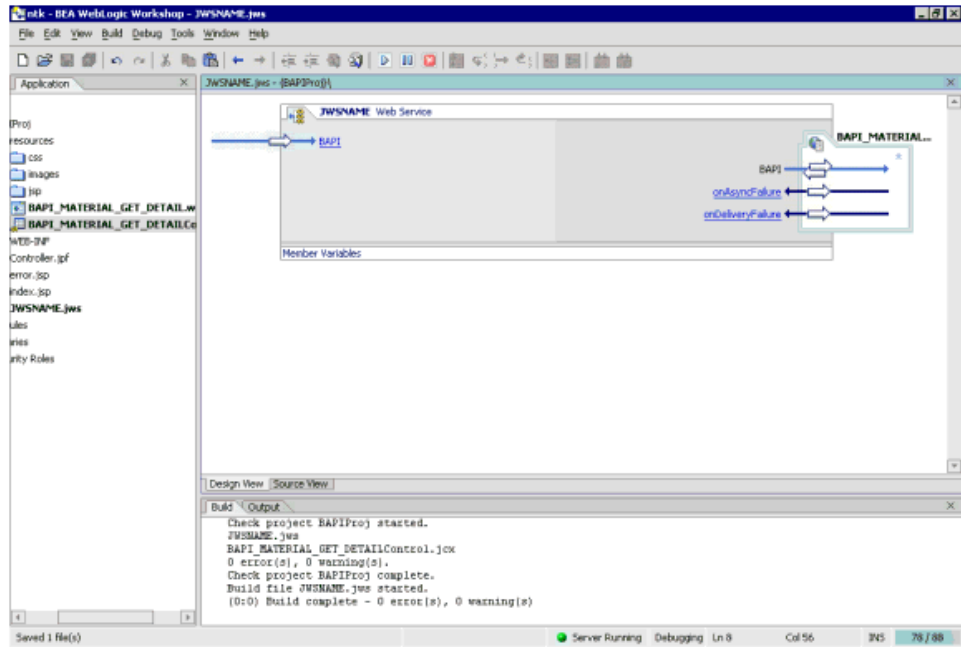 ntk - BEA WebLogic Workshop - JWSNAME.jws
File Edit View Build Debug Tools Window Help
Application
JWSNAME.jws - {BAPIProj}\
IProj
resources
css
images
jsp
BAPI_MATERIAL_GET_DETAIL.w
BAPI_MATERIAL_GET_DETAILCo
WEB-INF
Controller.jpf
error.jsp
index.jsp
JWSNAME.jws
ules
aries
urity Roles
JWSNAME Web Service
BAPI
BAPI_MATERIAL...
BAPI
onAsyncFailure
onDeliveryFailure
Member Variables
Design View Source View
Build Output
Check project BAPIProj started.
JWSNAME.jws
BAPI_MATERIAL_GET_DETAILControl.jcx
0 error(s), 0 warning(s).
Check project BAPIProj complete.
Build file JWSNAME.jws started.
(0:0) Build complete - 0 error(s), 0 warning(s)
Saved 1 file(s) Server Running Debugging Ln 8 Col 56 INS 78 / 88